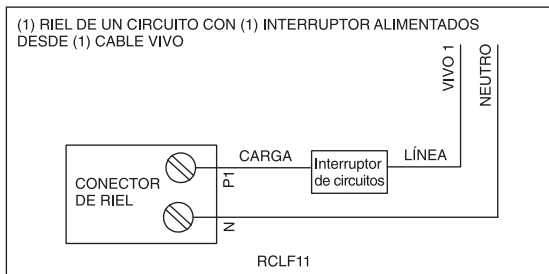 (1) RIEL DE UN CIRCUITO CON (1) INTERRUPTOR ALIMENTADOS
DESDE (1) CABLE VIVO
VIVO 1
NEUTRO
CARGA
LÍNEA
Interruptor
de circuitos
P1
CONECTOR
DE RIEL
N
RCLF11